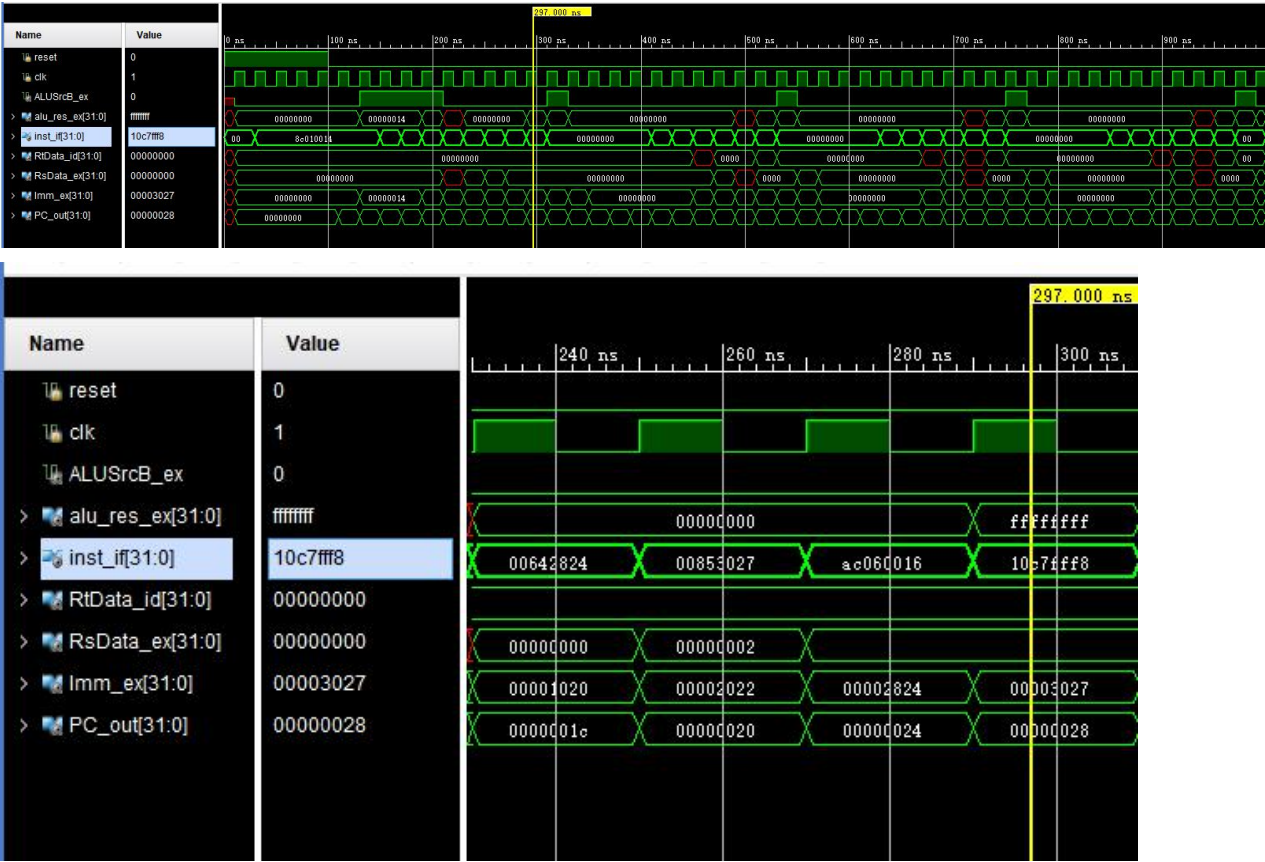 297.000 ns
Name Value
0 ns 100 ns 200 ns 300 ns 400 ns 500 ns 600 ns 700 ns 800 ns 900 ns
reset 0
clk 1
ALUSrcB_ex 0
alu_res_ex[31:0] ffffffff 00000000 00000014 00000000 00000000 00000000 00000000
inst_if[31:0] 10c7fff8 00 8c010014 00000000 00000000 00000000 00
RtData_id[31:0] 00000000 00000000 0000 00000000 00000000 00
RsData_ex[31:0] 00000000 00000000 00000000 0000 00000000 0000 00000000 0000
Imm_ex[31:0] 00003027 00000000 00000014 00000000 00000000 00000000
PC_out[31:0] 00000028 00000000
297.000 ns
Name Value
240 ns 260 ns 280 ns 300 ns
reset 0
clk 1
ALUSrcB_ex 0
alu_res_ex[31:0] ffffffff 00000000 ffffffff
inst_if[31:0] 10c7fff8 00642824 00853027 ac060016 10c7fff8
RtData_id[31:0] 00000000
RsData_ex[31:0] 00000000 00000000 00000002
Imm_ex[31:0] 00003027 00001020 00002022 00002824 00003027
PC_out[31:0] 00000028 0000001c 00000020 00000024 00000028